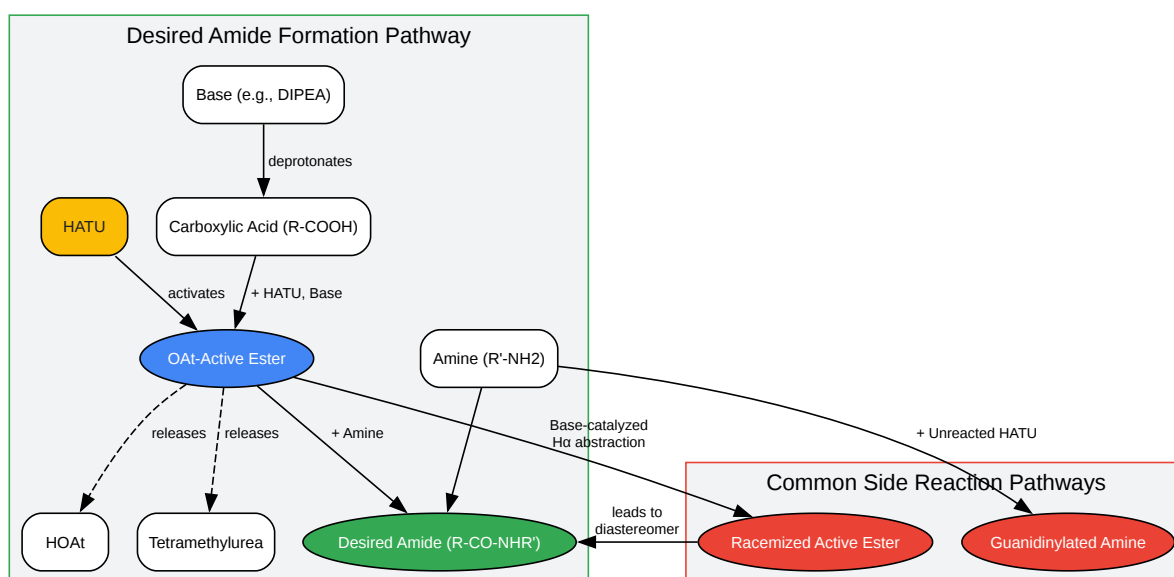 Desired Amide Formation Pathway
Base (e.g., DIPEA)
deprotonates
HATU
Carboxylic Acid (R-COOH)
activates
+ HATU, Base
OAt-Active Ester
Amine (R'-NH2)
releases
releases
+ Amine
Base-catalyzed
Hα abstraction
+ Unreacted HATU
Common Side Reaction Pathways
HOAt
Tetramethylurea
Desired Amide (R-CO-NHR')
leads to
diastereomer
Racemized Active Ester
Guanidinylated Amine